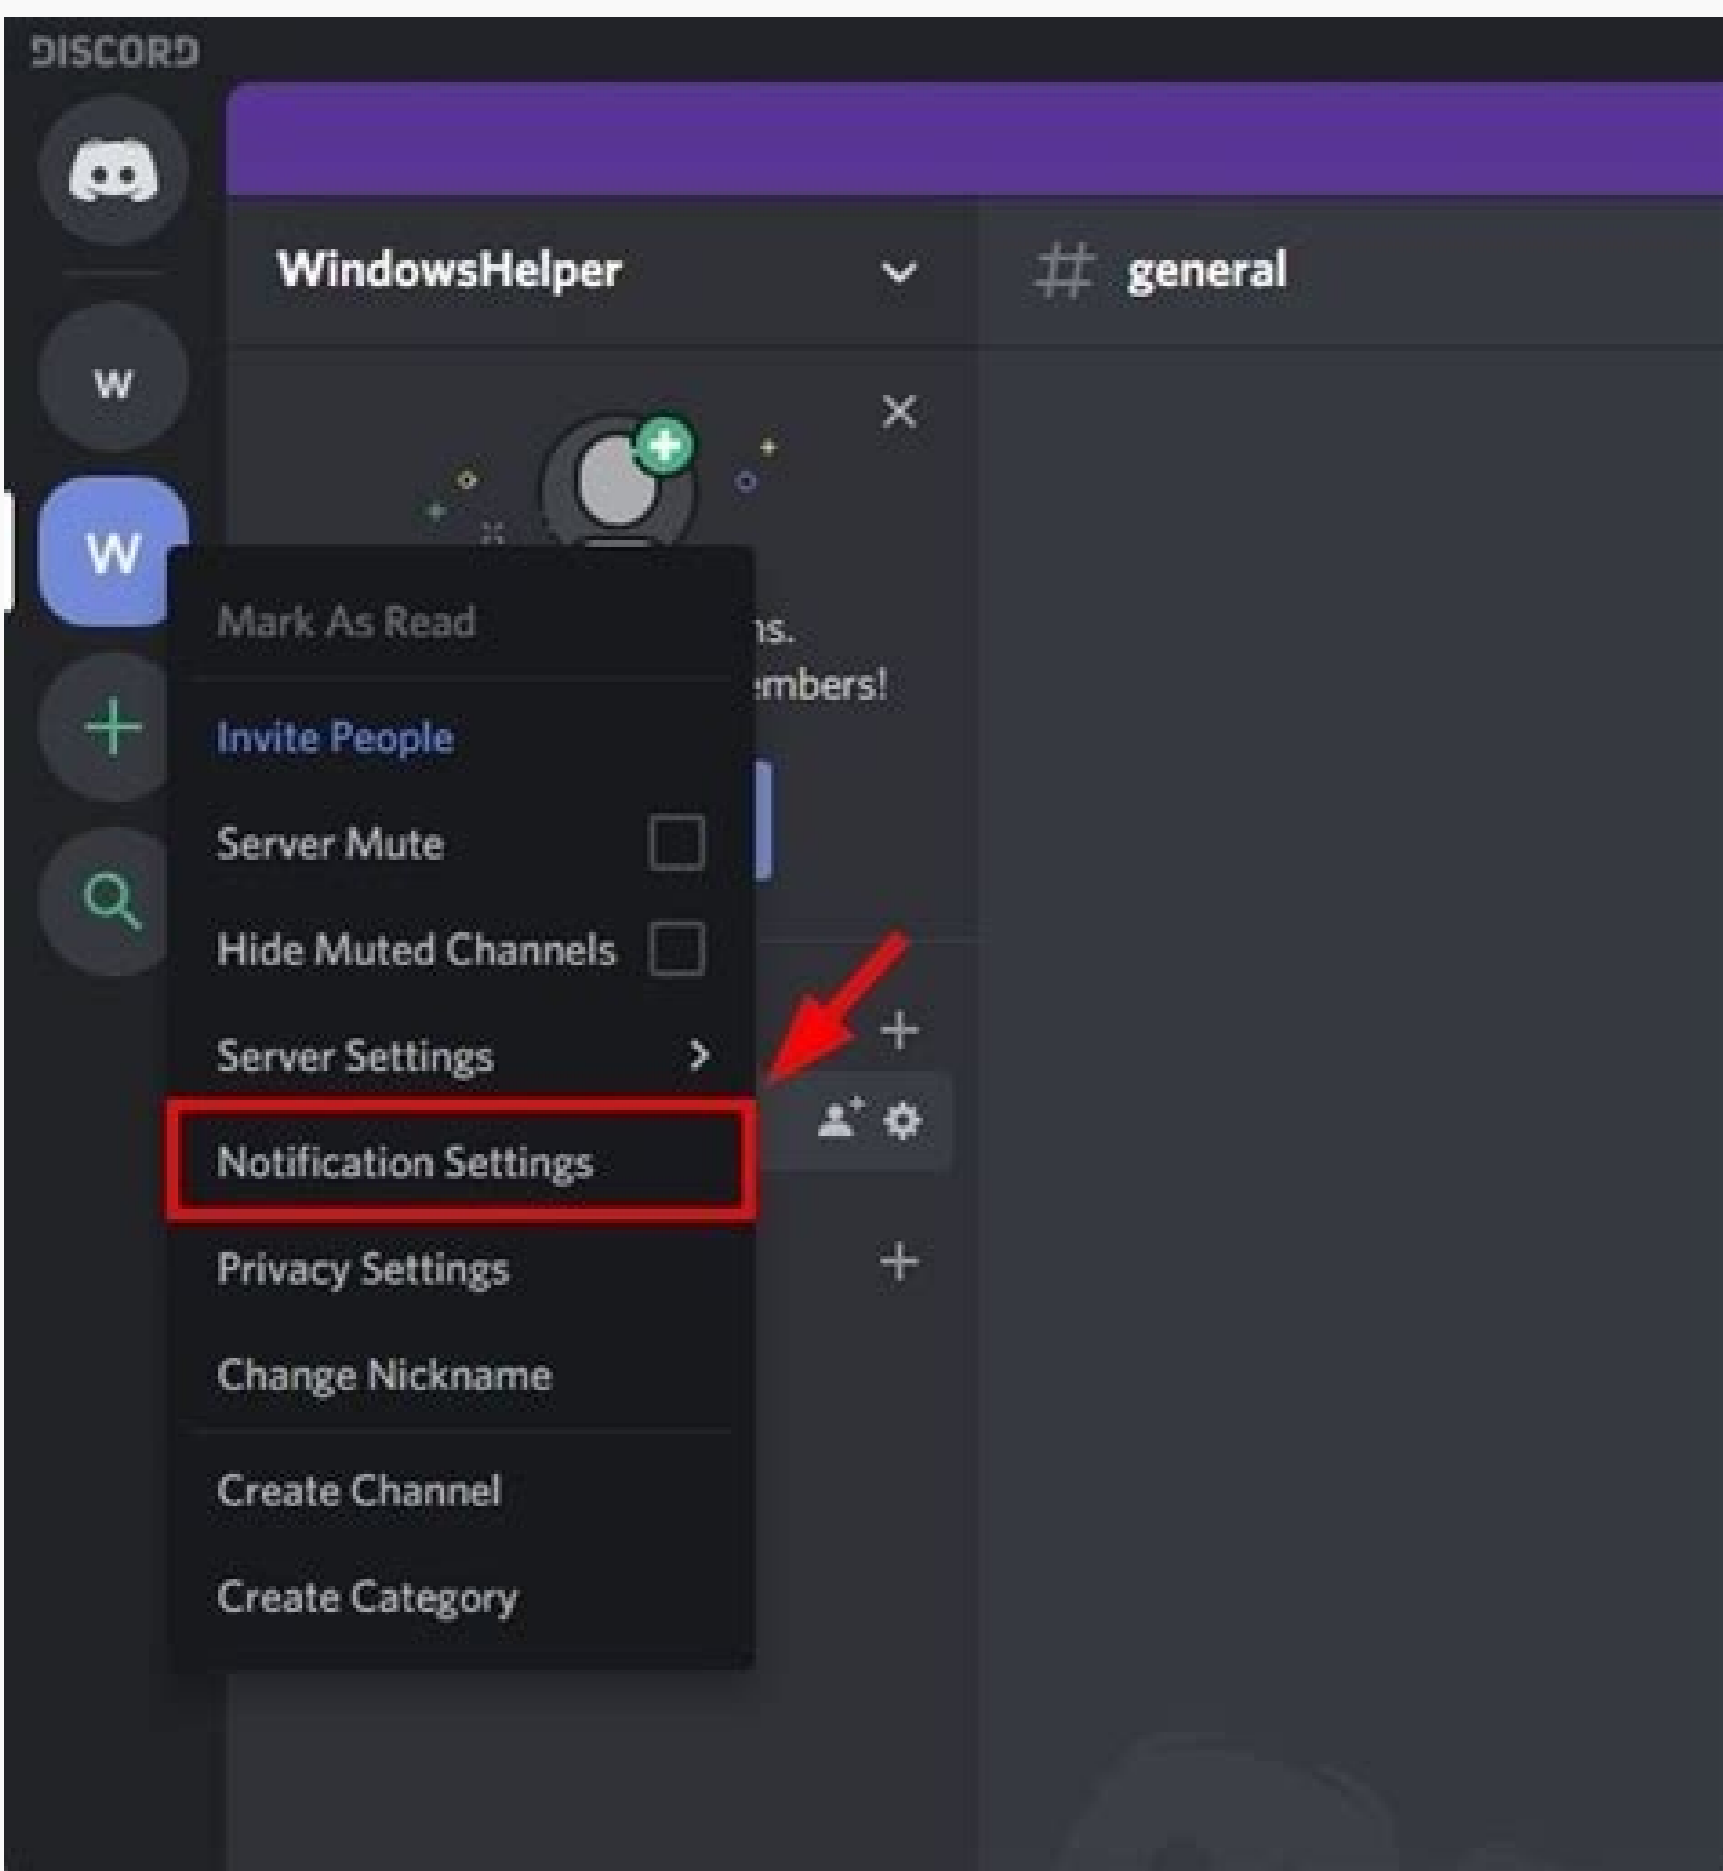 DISCORD
WindowsHelper
# general
w
W
Mark As Read
embers!
Invite People
Server Mute
Hide Muted Channels
Server Settings
Notification Settings
Privacy Settings
Change Nickname
Create Channel
Create Category